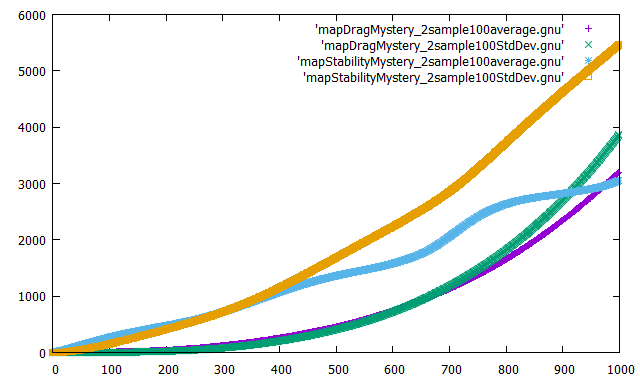 'mapDragMystery_2sample100average.gnu'
'mapDragMystery_2sample100StdDev.gnu'
'mapStabilityMystery_2sample100average.gnu'
'mapStabilityMystery_2sample100StdDev.gnu'
6000
5000
4000
3000
2000
1000
0
0 100 200 300 400 500 600 700 800 900 1000